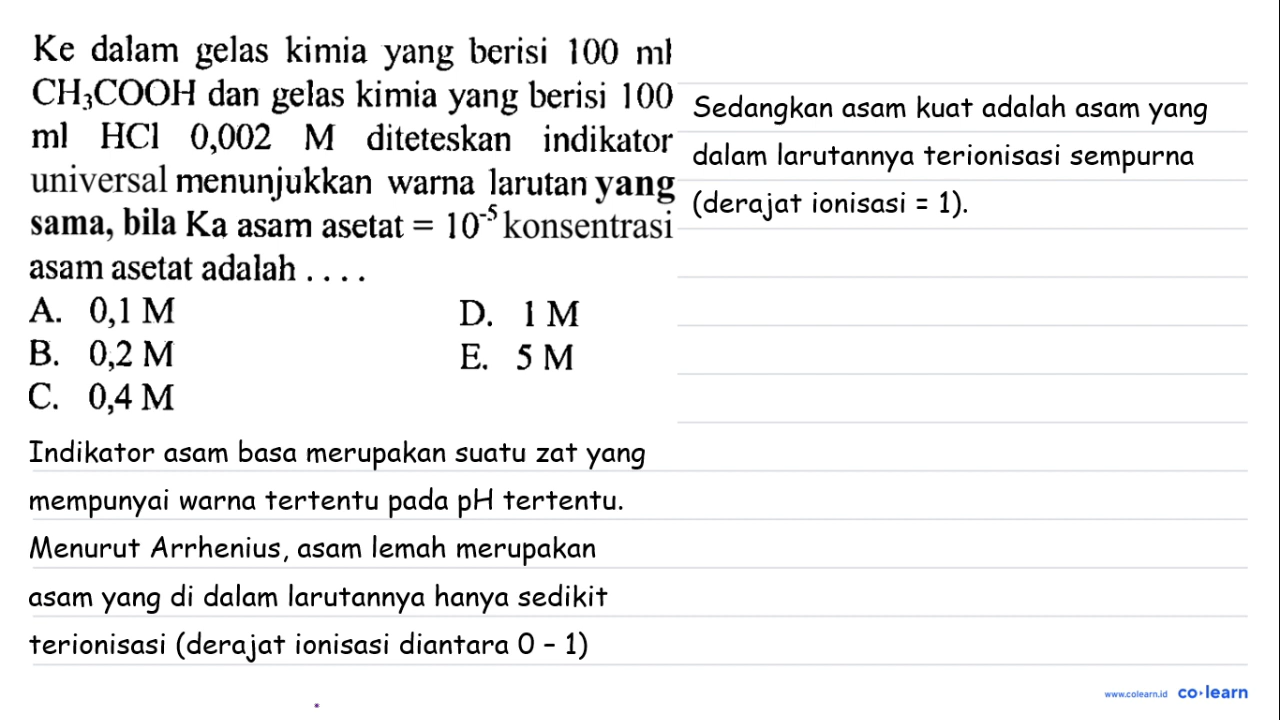 Ke dalam gelas kimia yang berisi 100 ml
CH₃COOH dan gelas kimia yang berisi 100
ml HCl 0,002 M diteteskan indikator
universal menunjukkan warna larutan yang
sama, bila Ka asam asetat = 10⁻⁵ konsentrasi
asam asetat adalah . . . .
A. 0,1 M
B. 0,2 M
C. 0,4 M
D. 1 M
E. 5 M
Indikator asam basa merupakan suatu zat yang
mempunyai warna tertentu pada pH tertentu.
Menurut Arrhenius, asam lemah merupakan
asam yang di dalam larutannya hanya sedikit
terionisasi (derajat ionisasi diantara 0 – 1)
Sedangkan asam kuat adalah asam yang
dalam larutannya terionisasi sempurna
(derajat ionisasi = 1).
www.colearn.id co·learn